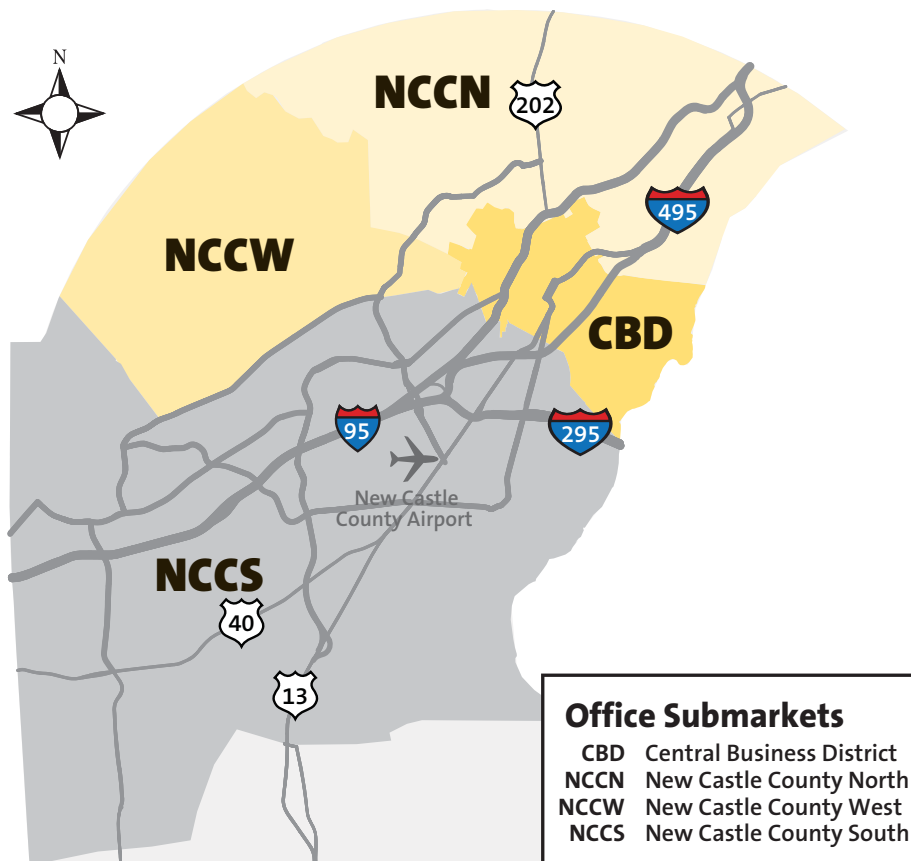 N
NCCN
202
495
NCCW
CBD
95
295
New Castle
County Airport
NCCS
40
13
Office Submarkets
CBD Central Business District
NCCN New Castle County North
NCCW New Castle County West
NCCS New Castle County South